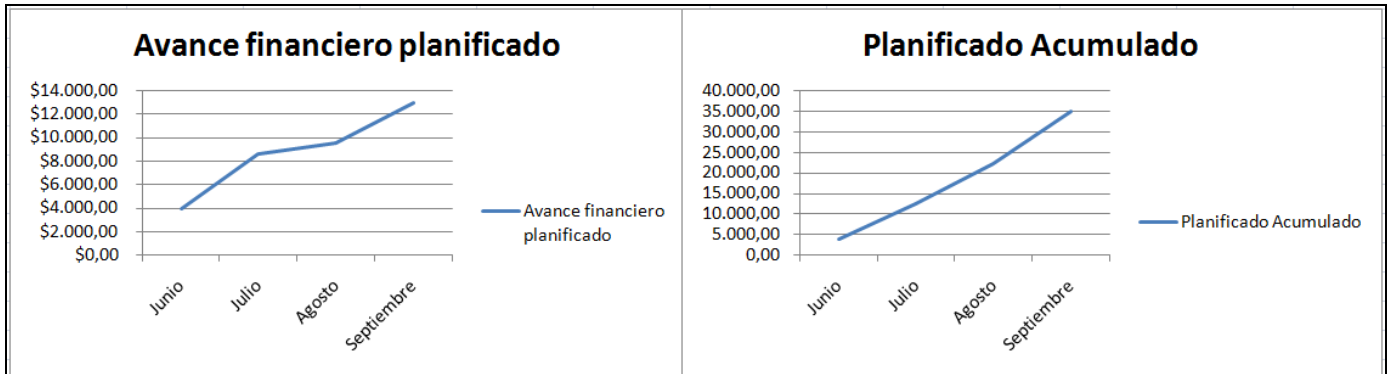 Avance financiero planificado
$14.000,00
$12.000,00
$10.000,00
$8.000,00
$6.000,00
$4.000,00
$2.000,00
$0,00
Junio
Julio
Agosto
Septiembre
Avance financiero
planificado
Planificado Acumulado
40.000,00
35.000,00
30.000,00
25.000,00
20.000,00
15.000,00
10.000,00
5.000,00
0,00
Junio
Julio
Agosto
Septiembre
Planificado Acumulado